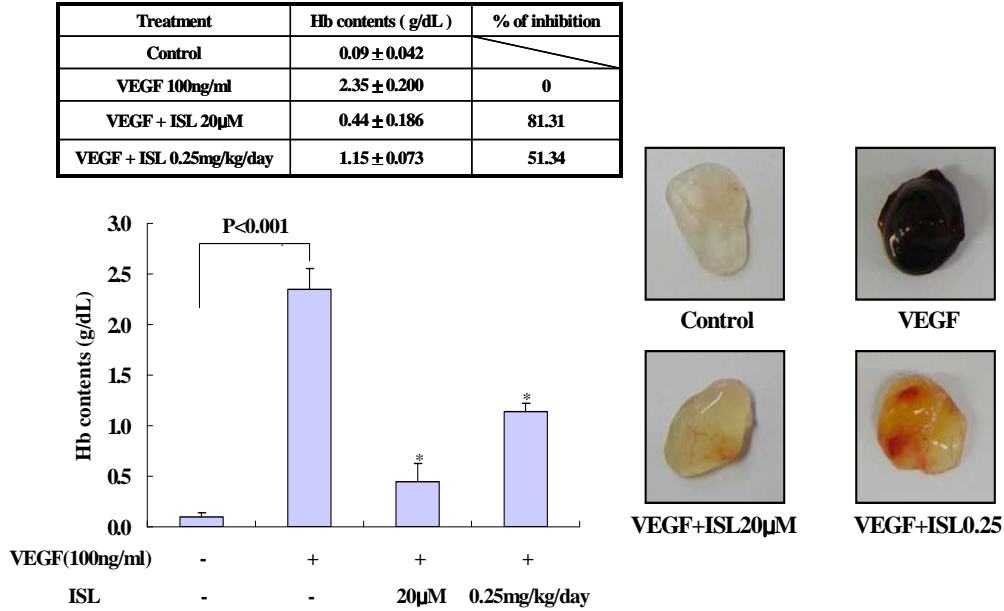 Treatment Hb contents ( g/dL ) % of inhibition
Control 0.09 ± 0.042
VEGF 100ng/ml 2.35 ± 0.200 0
VEGF + ISL 20µM 0.44 ± 0.186 81.31
VEGF + ISL 0.25mg/kg/day 1.15 ± 0.073 51.34
P<0.001
Hb contents (g/dL)
3.0
2.5
2.0
1.5
1.0
0.5
0.0
* *
VEGF(100ng/ml) - + + +
ISL - - 20µM 0.25mg/kg/day
Control VEGF
VEGF+ISL20µM VEGF+ISL0.25